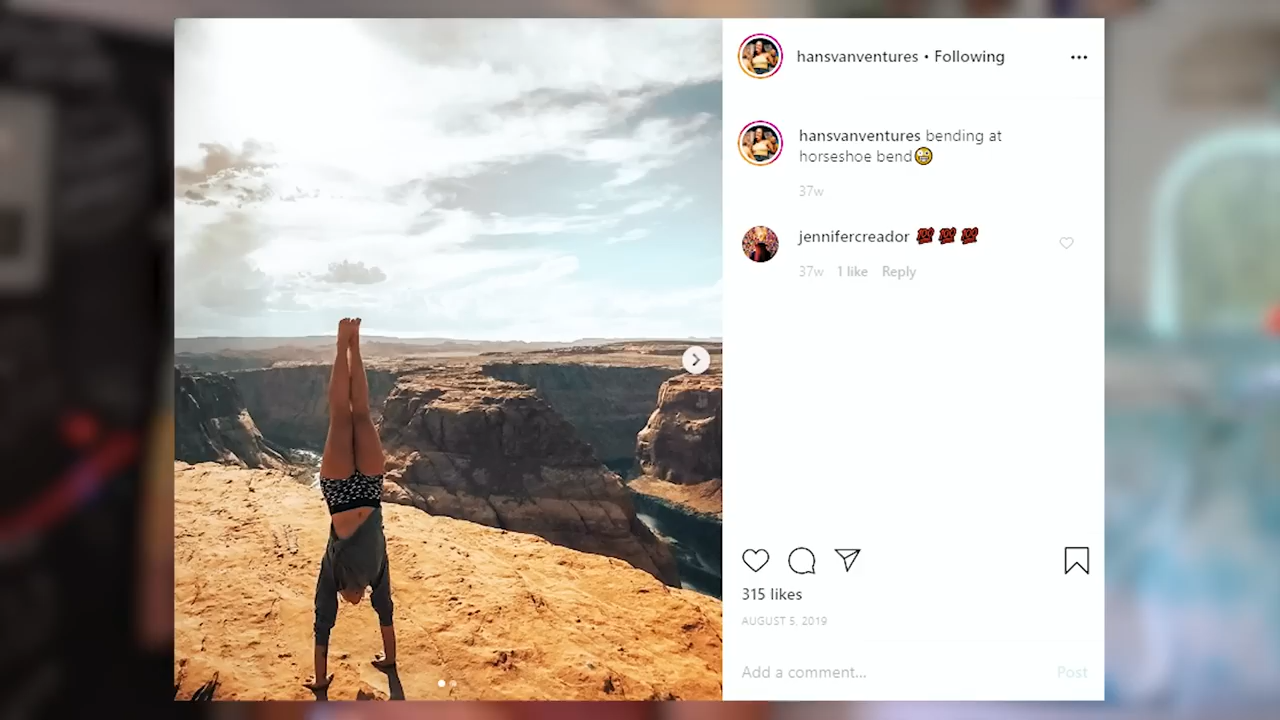 hansvanventures • Following
hansvanventures bending at
horseshoe bend😄
37w
jennifercreador 💯 💯 💯
37w 1 like Reply
315 likes
AUGUST 5, 2019
Add a comment... Post